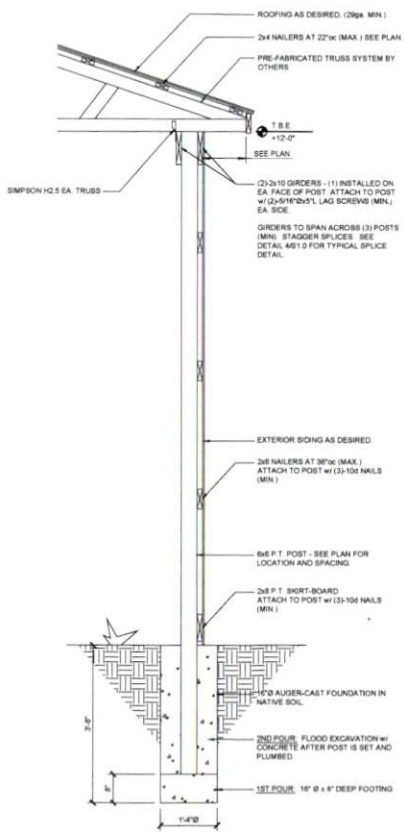 ROOFING AS DESIRED. (29ga. MIN.)
2x4 NAILERS AT 22"oc (MAX.) SEE PLAN.
PRE-FABRICATED TRUSS SYSTEM BY
OTHERS
T.B.E.
+12'-0"
SEE PLAN
SIMPSON H2.5 EA. TRUSS
(2)-2x10 GIRDERS - (1) INSTALLED ON
EA. FACE OF POST. ATTACH TO POST
w/ (2)-5/16"Øx5"L LAG SCREWS (MIN.)
EA. SIDE.
GIRDERS TO SPAN ACROSS (3) POSTS
(MIN). STAGGER SPLICES. SEE
DETAIL 4/S1.0 FOR TYPICAL SPLICE
DETAIL.
EXTERIOR SIDING AS DESIRED.
2x6 NAILERS AT 36"oc (MAX.)
ATTACH TO POST w/ (3)-10d NAILS
(MIN.)
6x6 P.T. POST - SEE PLAN FOR
LOCATION AND SPACING.
2x8 P.T. SKIRT-BOARD
ATTACH TO POST w/ (3)-10d NAILS
(MIN.)
16"Ø AUGER-CAST FOUNDATION IN
NATIVE SOIL.
2ND POUR: FLOOD EXCAVATION w/
CONCRETE AFTER POST IS SET AND
PLUMBED.
8"
1ST POUR: 16" Ø x 8" DEEP FOOTING
1'-4"Ø